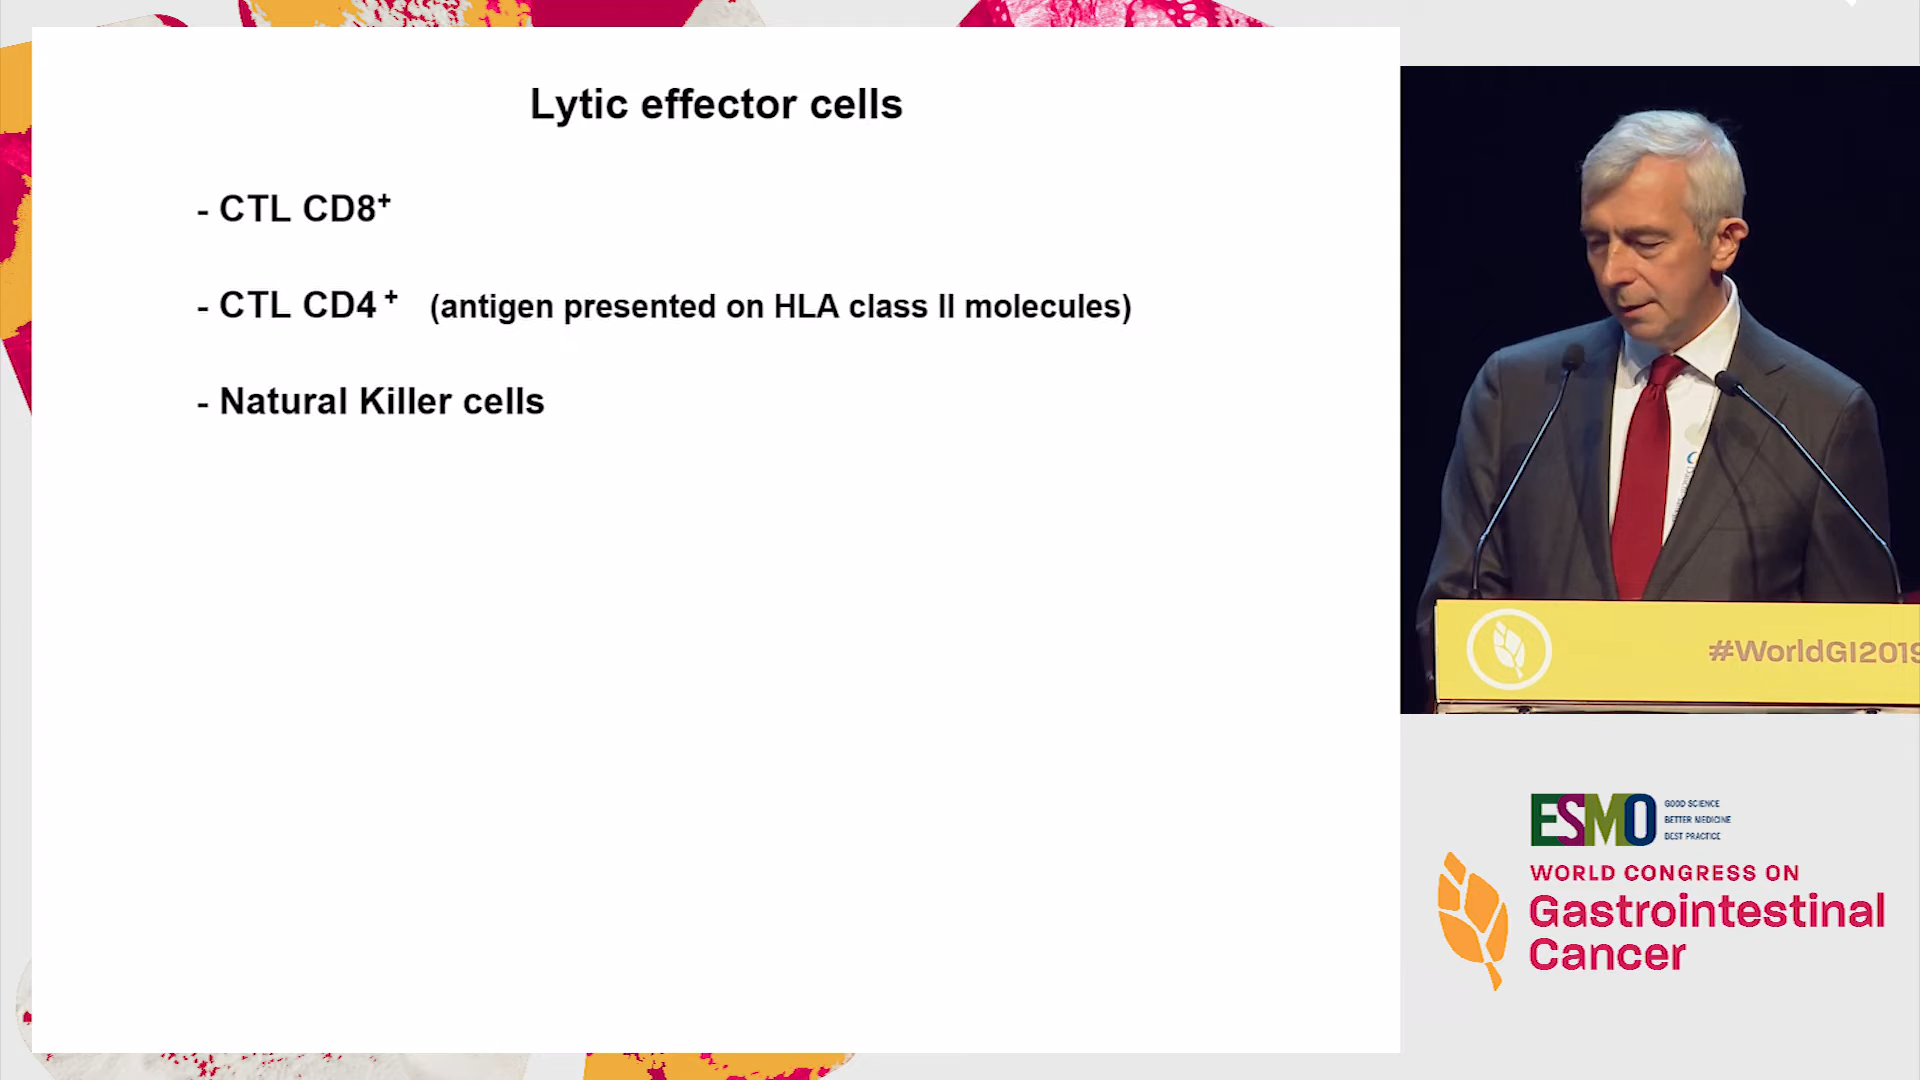 Lytic effector cells
- CTL CD8⁺
- CTL CD4⁺ (antigen presented on HLA class II molecules)
- Natural Killer cells
#WorldGI2019
ESMO
GOOD SCIENCE
BETTER MEDICINE
BEST PRACTICE
WORLD CONGRESS ON
Gastrointestinal
Cancer